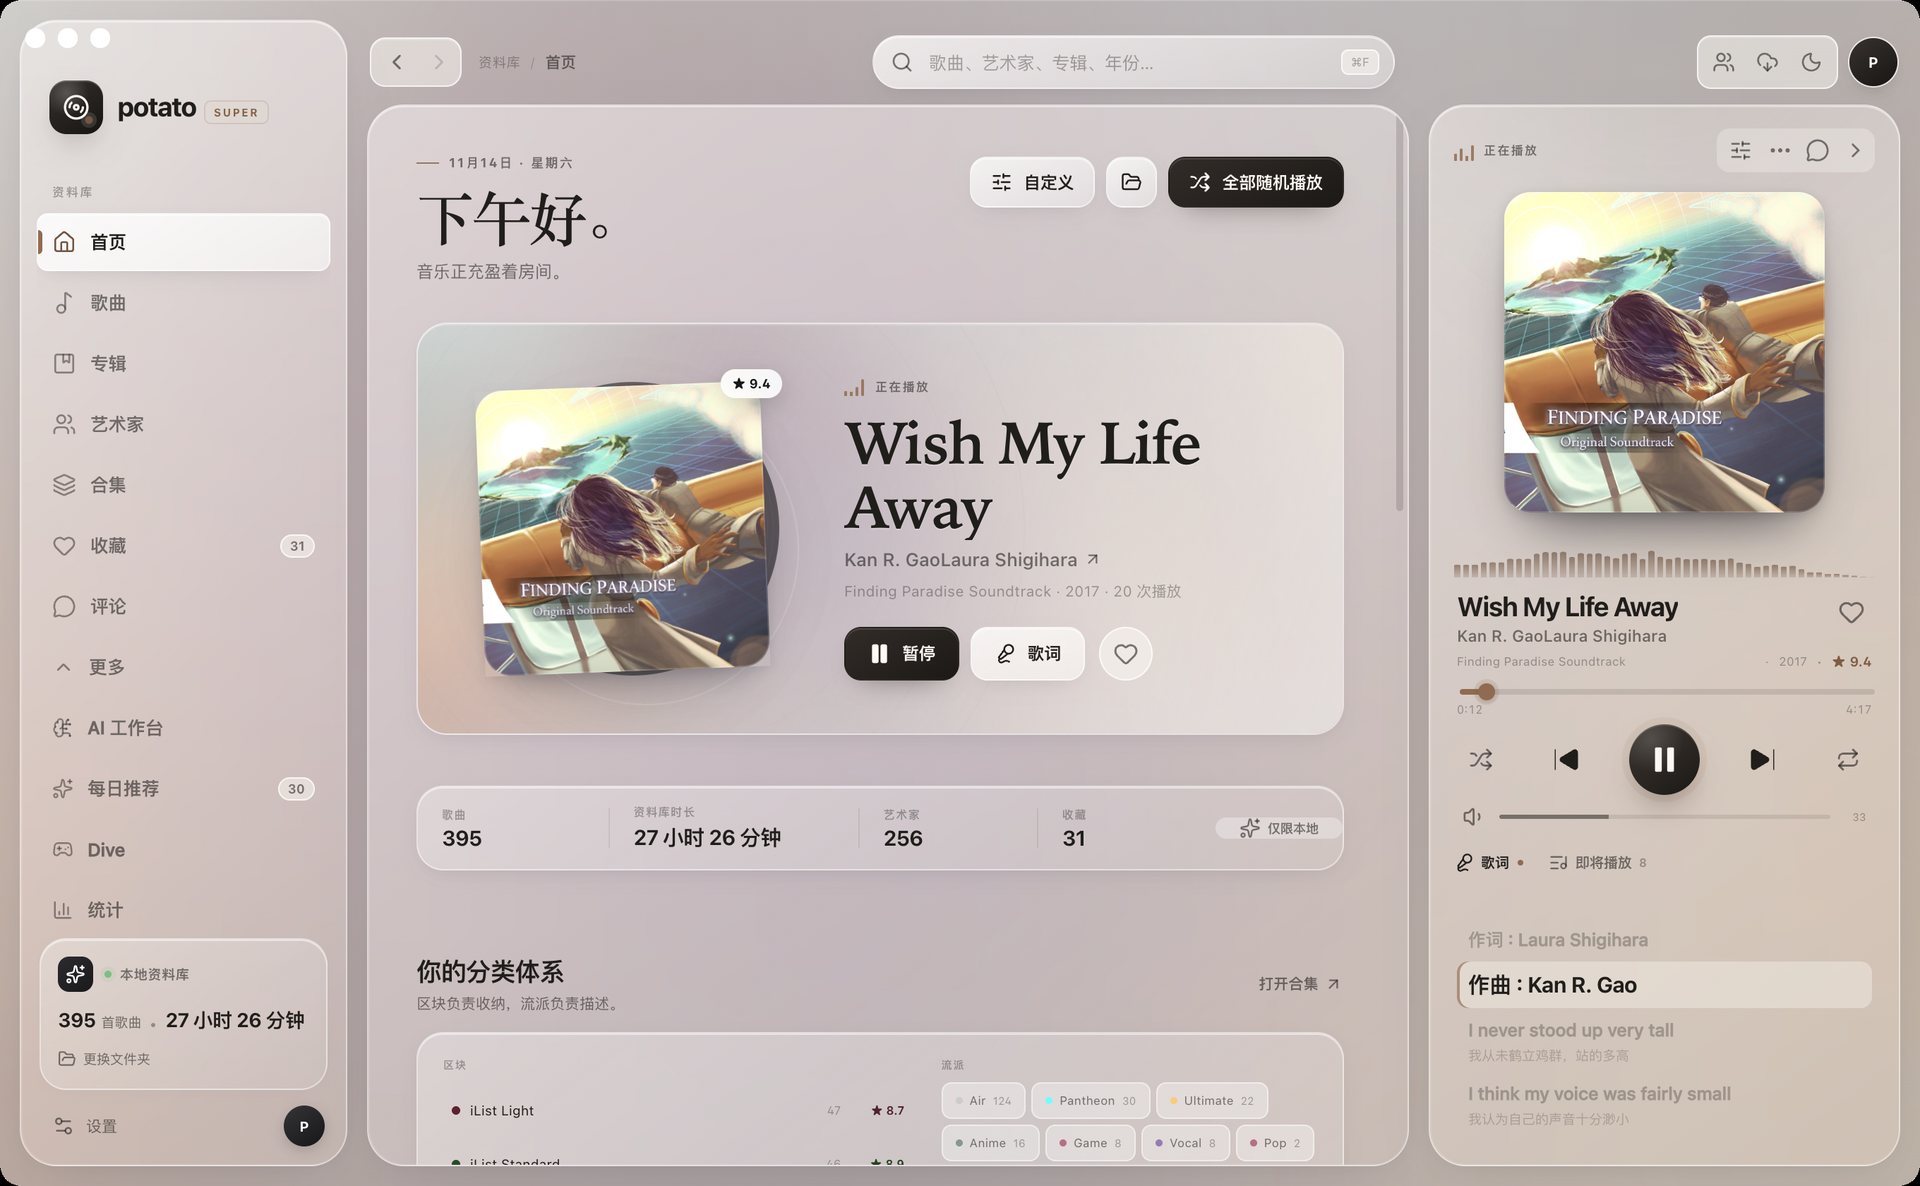 potato SUPER
资料库
首页
歌曲
专辑
艺术家
合集
收藏 31
评论
更多
AI 工作台
每日推荐 30
Dive
统计
本地资料库
395 首歌曲 • 27 小时 26 分钟
更换文件夹
设置 P
资料库 / 首页
歌曲、艺术家、专辑、年份... ⌘F
P
11月14日 · 星期六
下午好。
音乐正充盈着房间。
自定义
全部随机播放
★ 9.4
FINDING PARADISE
Original Soundtrack
正在播放
Wish My Life
Away
Kan R. GaoLaura Shigihara
Finding Paradise Soundtrack · 2017 · 20 次播放
暂停
歌词
歌曲
395
资料库时长
27 小时 26 分钟
艺术家
256
收藏
31
仅限本地
你的分类体系
区块负责收纳，流派负责描述。
打开合集
区块
iList Light 47 ★ 8.7
iList Standard 46 ★ 8.9
流派
Air 124
Pantheon 30
Ultimate 22
Anime 16
Game 8
Vocal 8
Pop 2
正在播放
FINDING PARADISE
Original Soundtrack
Wish My Life Away
Kan R. GaoLaura Shigihara
Finding Paradise Soundtrack · 2017 · ★ 9.4
0:12 4:17
33
歌词
即将播放 8
作词 : Laura Shigihara
作曲 : Kan R. Gao
I never stood up very tall
我从未鹤立鸡群，站的多高
I think my voice was fairly small
我认为自己的声音十分渺小